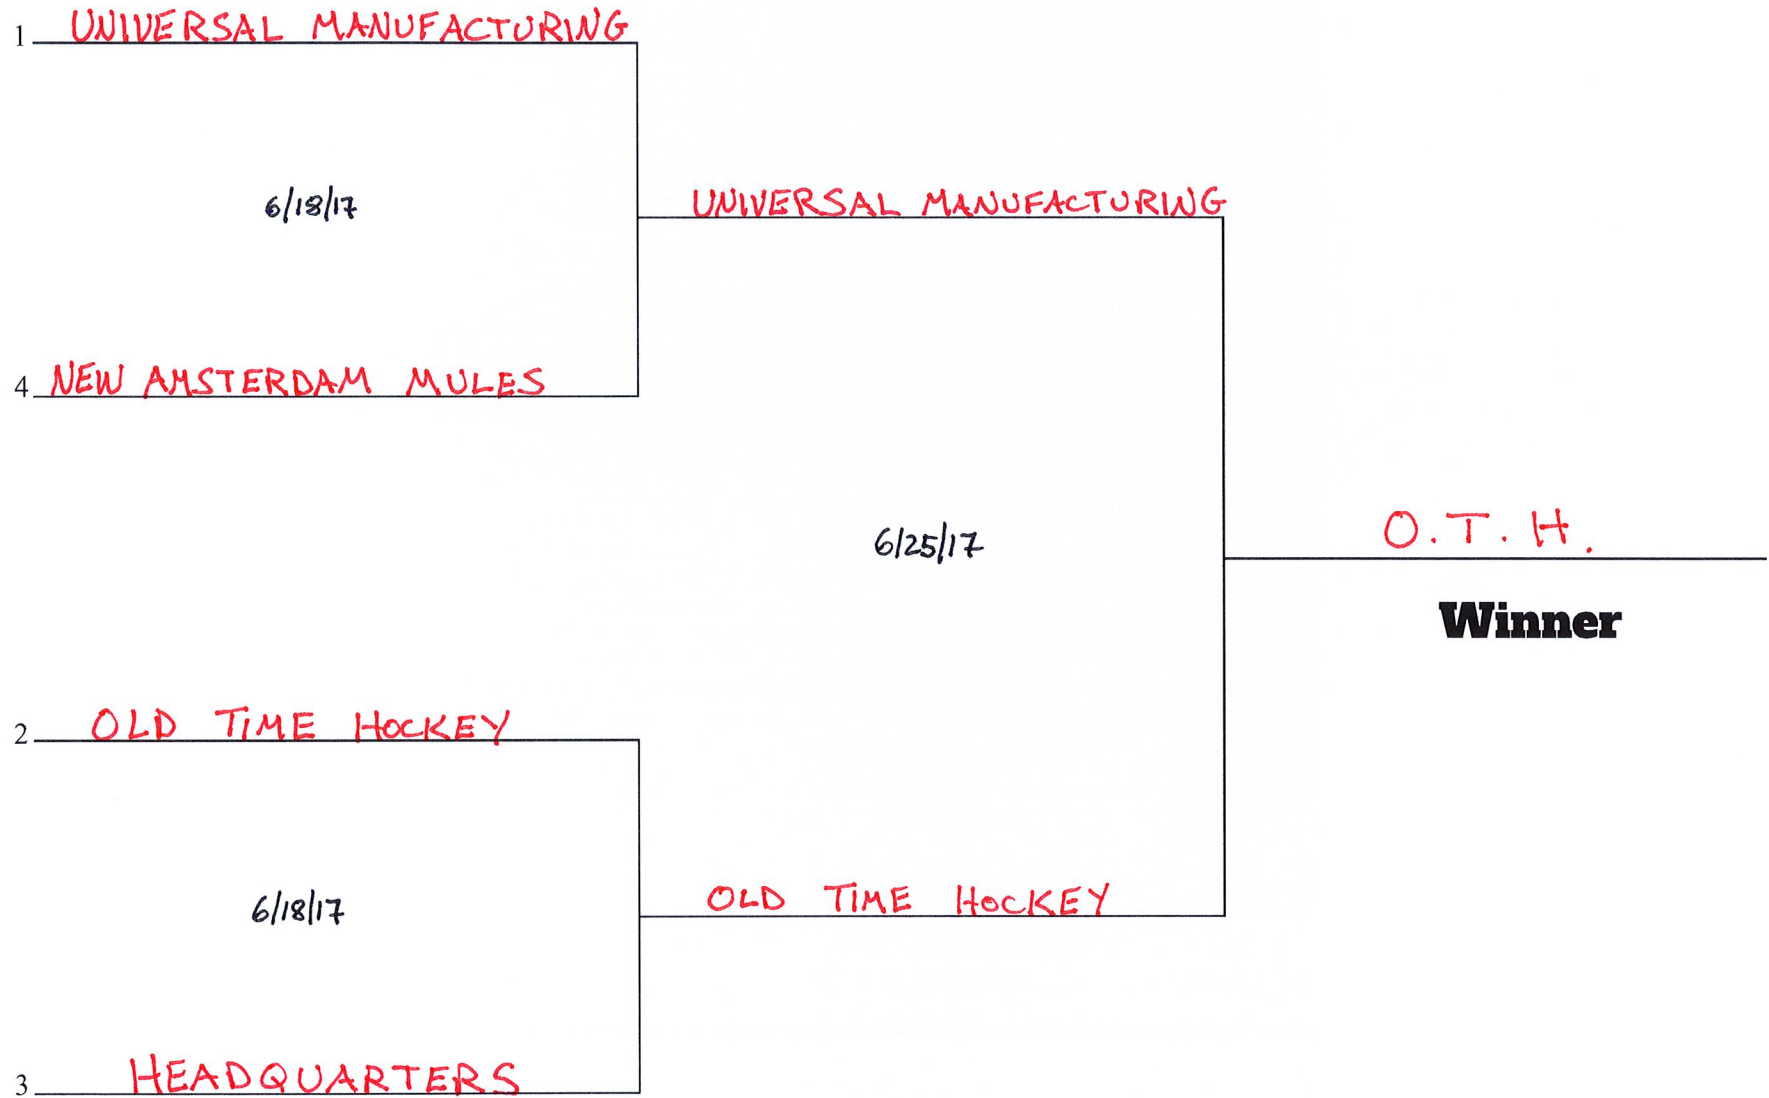 1 UNIVERSAL MANUFACTURING
6/18/17
UNIVERSAL MANUFACTURING
4 NEW AMSTERDAM MULES
6/25/17
O.T.H.
Winner
2 OLD TIME HOCKEY
6/18/17
OLD TIME HOCKEY
3 HEADQUARTERS